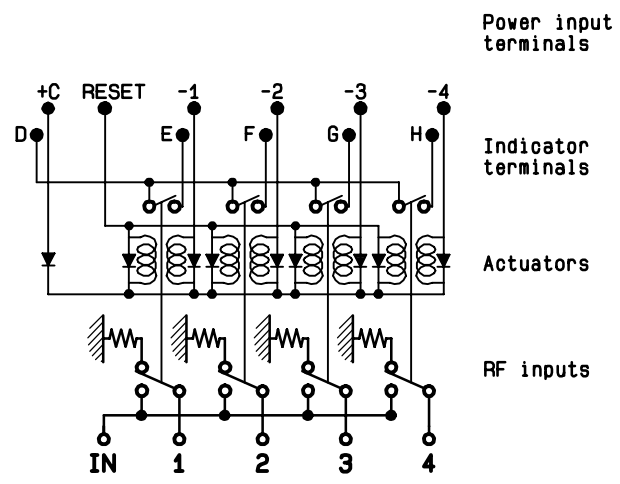 Power input
terminals
+C RESET -1 -2 -3 -4
D E F G H
Indicator
terminals
Actuators
RF inputs
IN 1 2 3 4